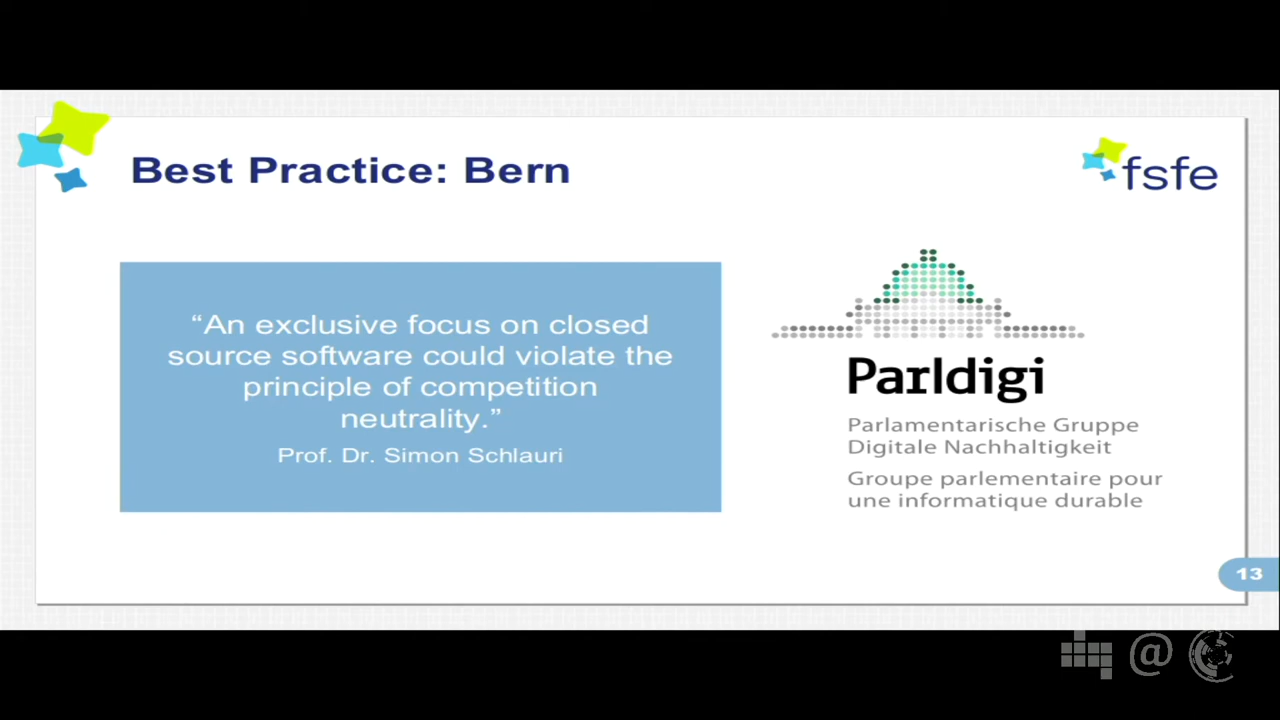 Best Practice: Bern
fsfe
“An exclusive focus on closed
source software could violate the
principle of competition
neutrality.”
Prof. Dr. Simon Schlauri
Parldigi
Parlamentarische Gruppe
Digitale Nachhaltigkeit
Groupe parlementaire pour
une informatique durable
13
@